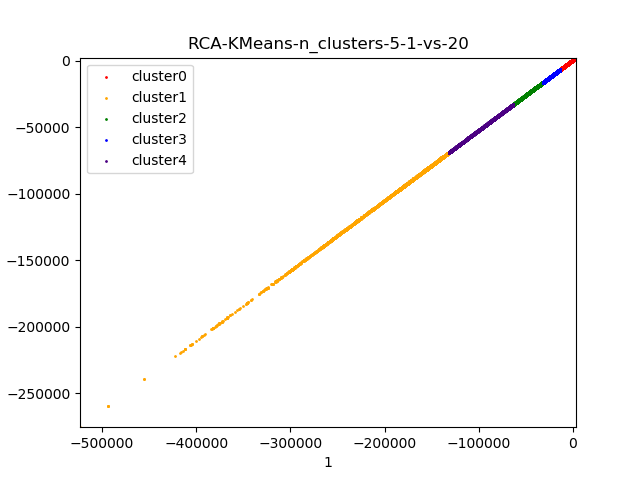 RCA-KMeans-n_clusters-5-1-vs-20
0
−50000
−100000
−150000
−200000
−250000
cluster0
cluster1
cluster2
cluster3
cluster4
−500000 −400000 −300000 −200000 −100000 0
1